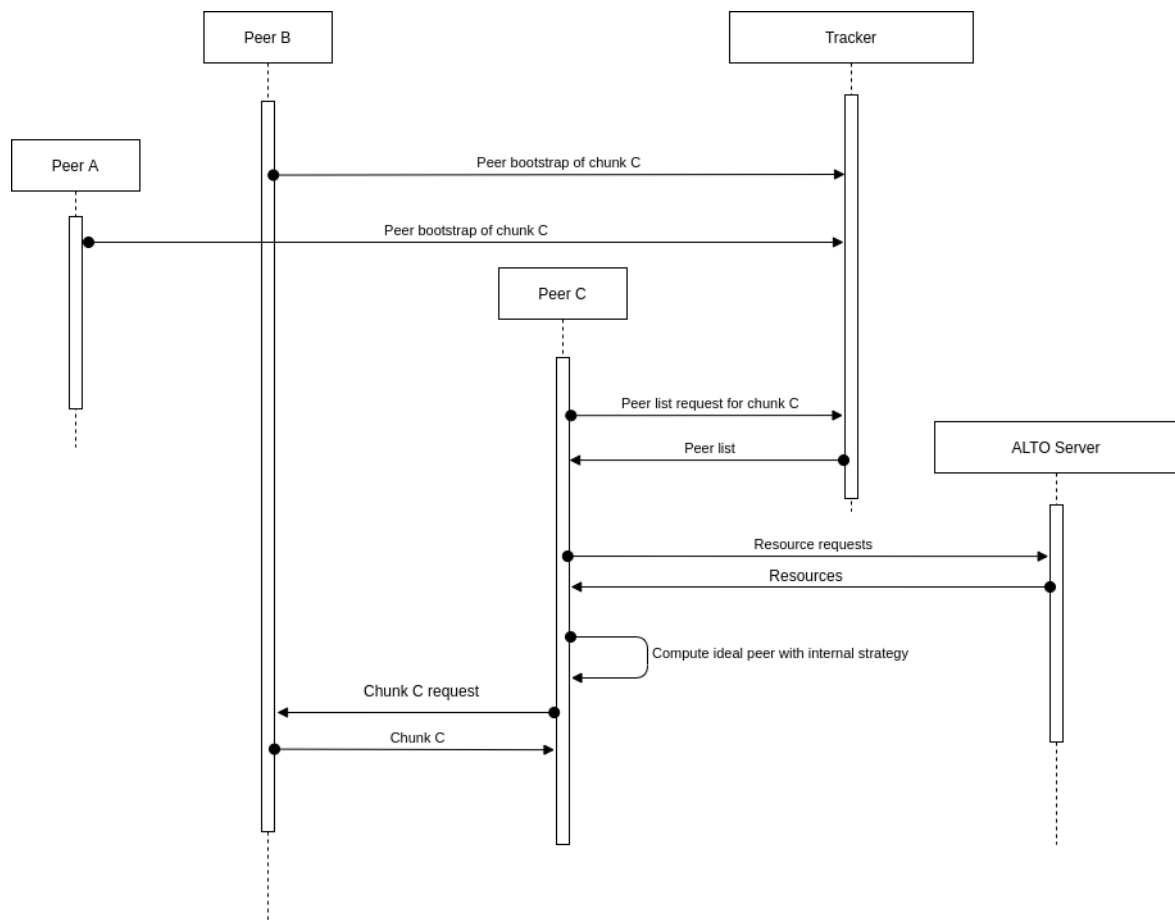 Peer B
Tracker
Peer A
Peer bootstrap of chunk C
Peer bootstrap of chunk C
Peer C
Peer list request for chunk C
Peer list
ALTO Server
Resource requests
Resources
Compute ideal peer with internal strategy
Chunk C request
Chunk C